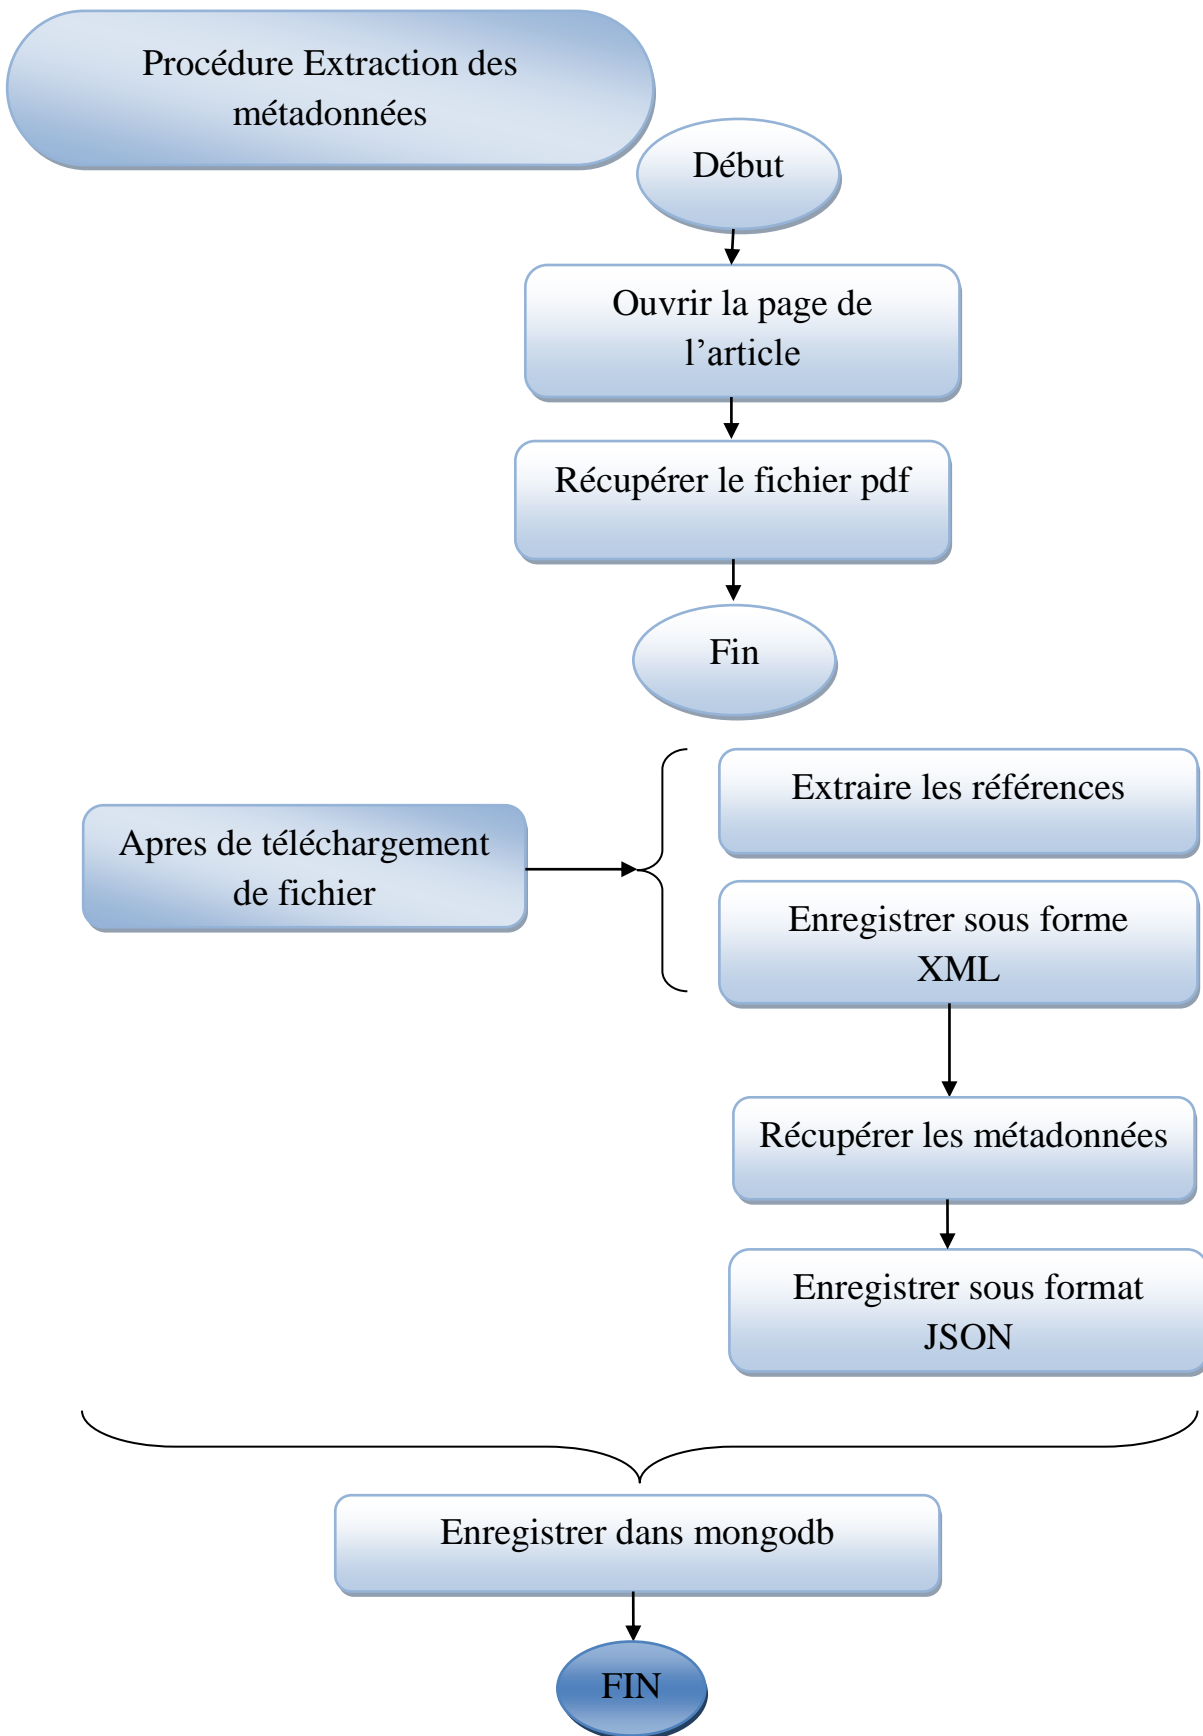 Procédure Extraction des
métadonnées
Début
Ouvrir la page de
l’article
Récupérer le fichier pdf
Fin
Extraire les références
Apres de téléchargement
de fichier
Enregistrer sous forme
XML
Récupérer les métadonnées
Enregistrer sous format
JSON
Enregistrer dans mongodb
FIN